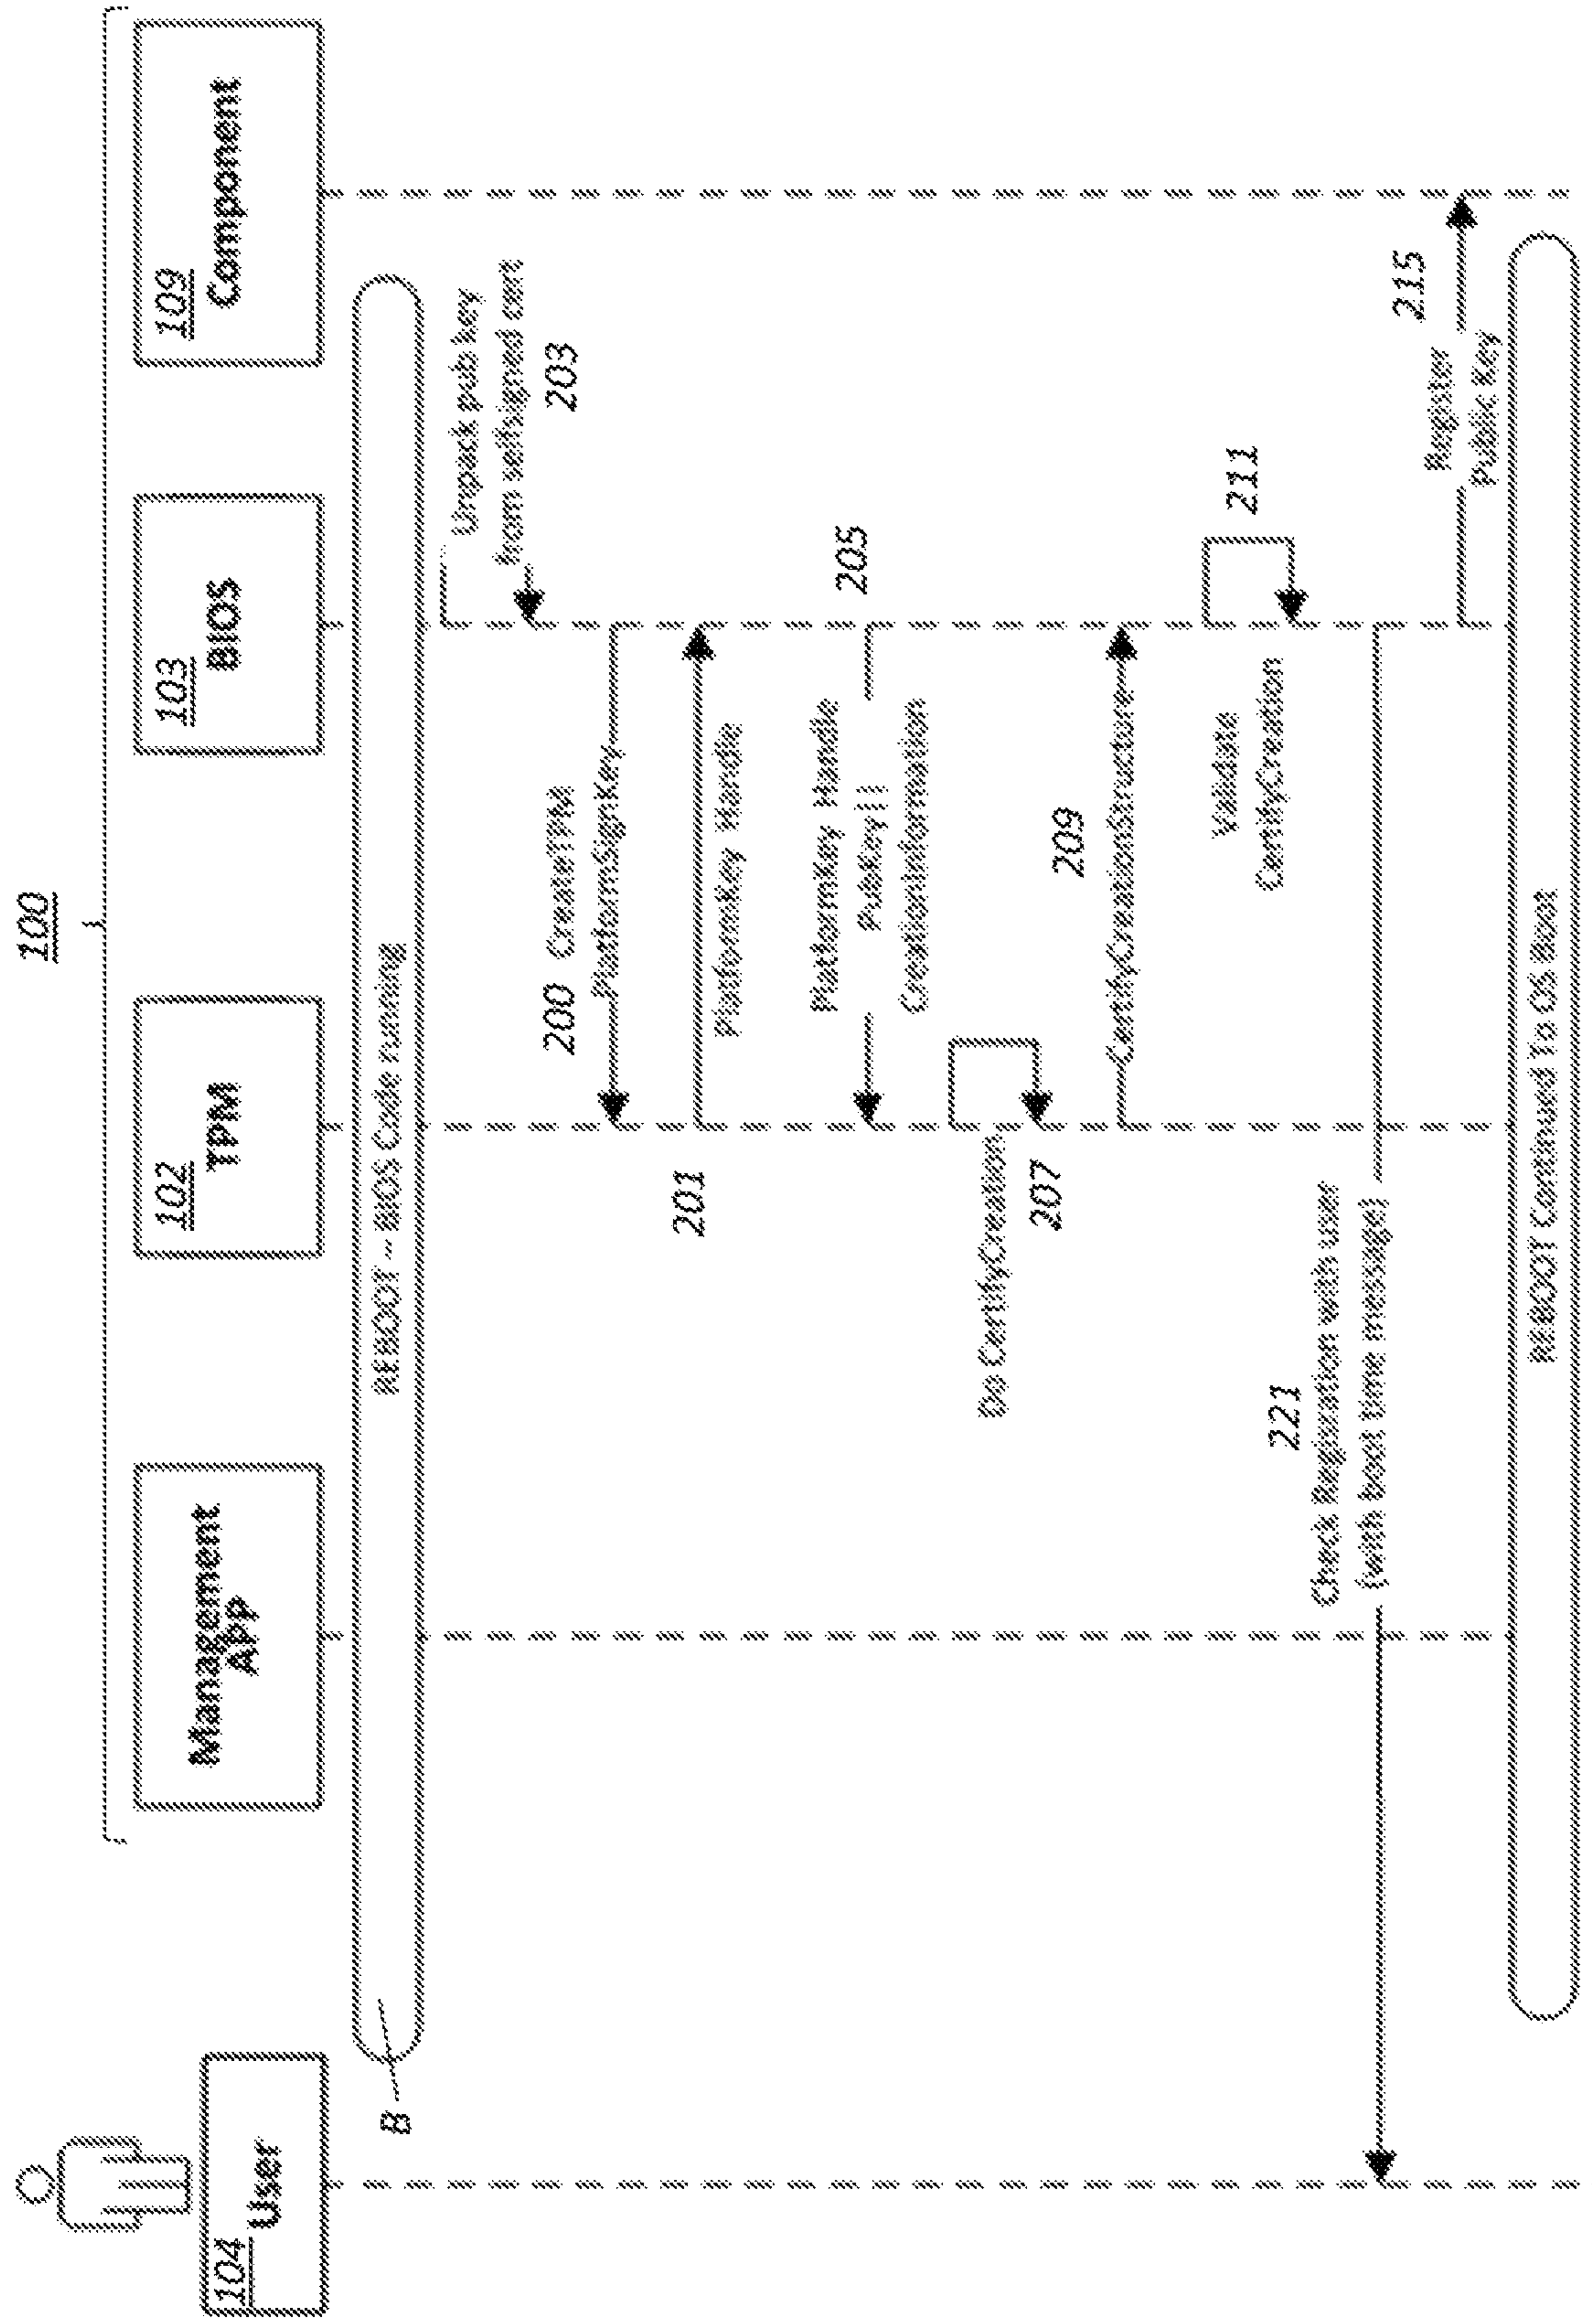 100
104
User
Management
APP
102
TPM
103
BIOS
109
Component
B
REBOOT – BIOS Code running
Unpack pub key
from selfsigned cert
203
200 CreateTPM
PlatformSignKey
201
PlatformKey Handle
205
PlatformKey Handle
PubKey||
CreationInformation
Do CertifyCreation
207
209
CertifyCreationStructure
211
Validate
CertifyCreation
221
Check Registration with user
(with boot time message)
215
Register
Public Key
REBOOT Continued To OS Boot